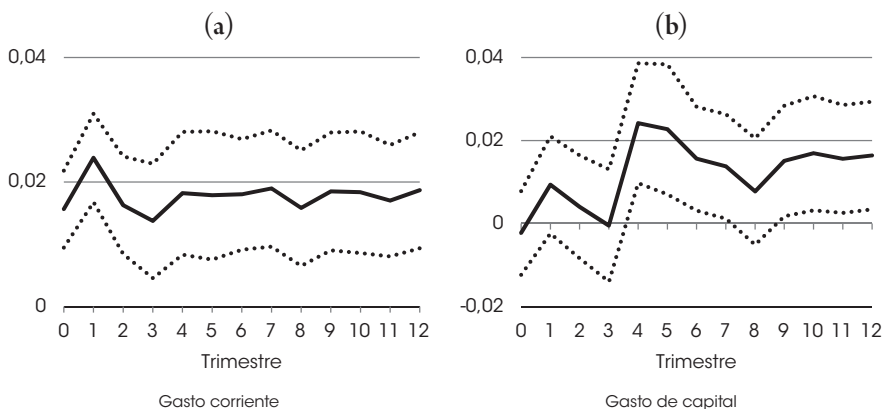 (a)
0,04
0,02
0
0 1 2 3 4 5 6 7 8 9 10 11 12
Trimestre
Gasto corriente
(b)
0,04
0,02
0
-0,02
0 1 2 3 4 5 6 7 8 9 10 11 12
Trimestre
Gasto de capital